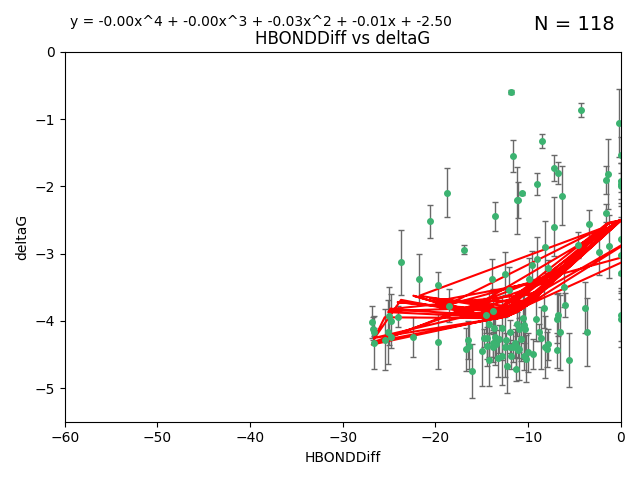 y = -0.00x^4 + -0.00x^3 + -0.03x^2 + -0.01x + -2.50
N = 118
HBONDDiff vs deltaG
0
−1
−2
−3
−4
−5
deltaG
−60 −50 −40 −30 −20 −10 0
HBONDDiff